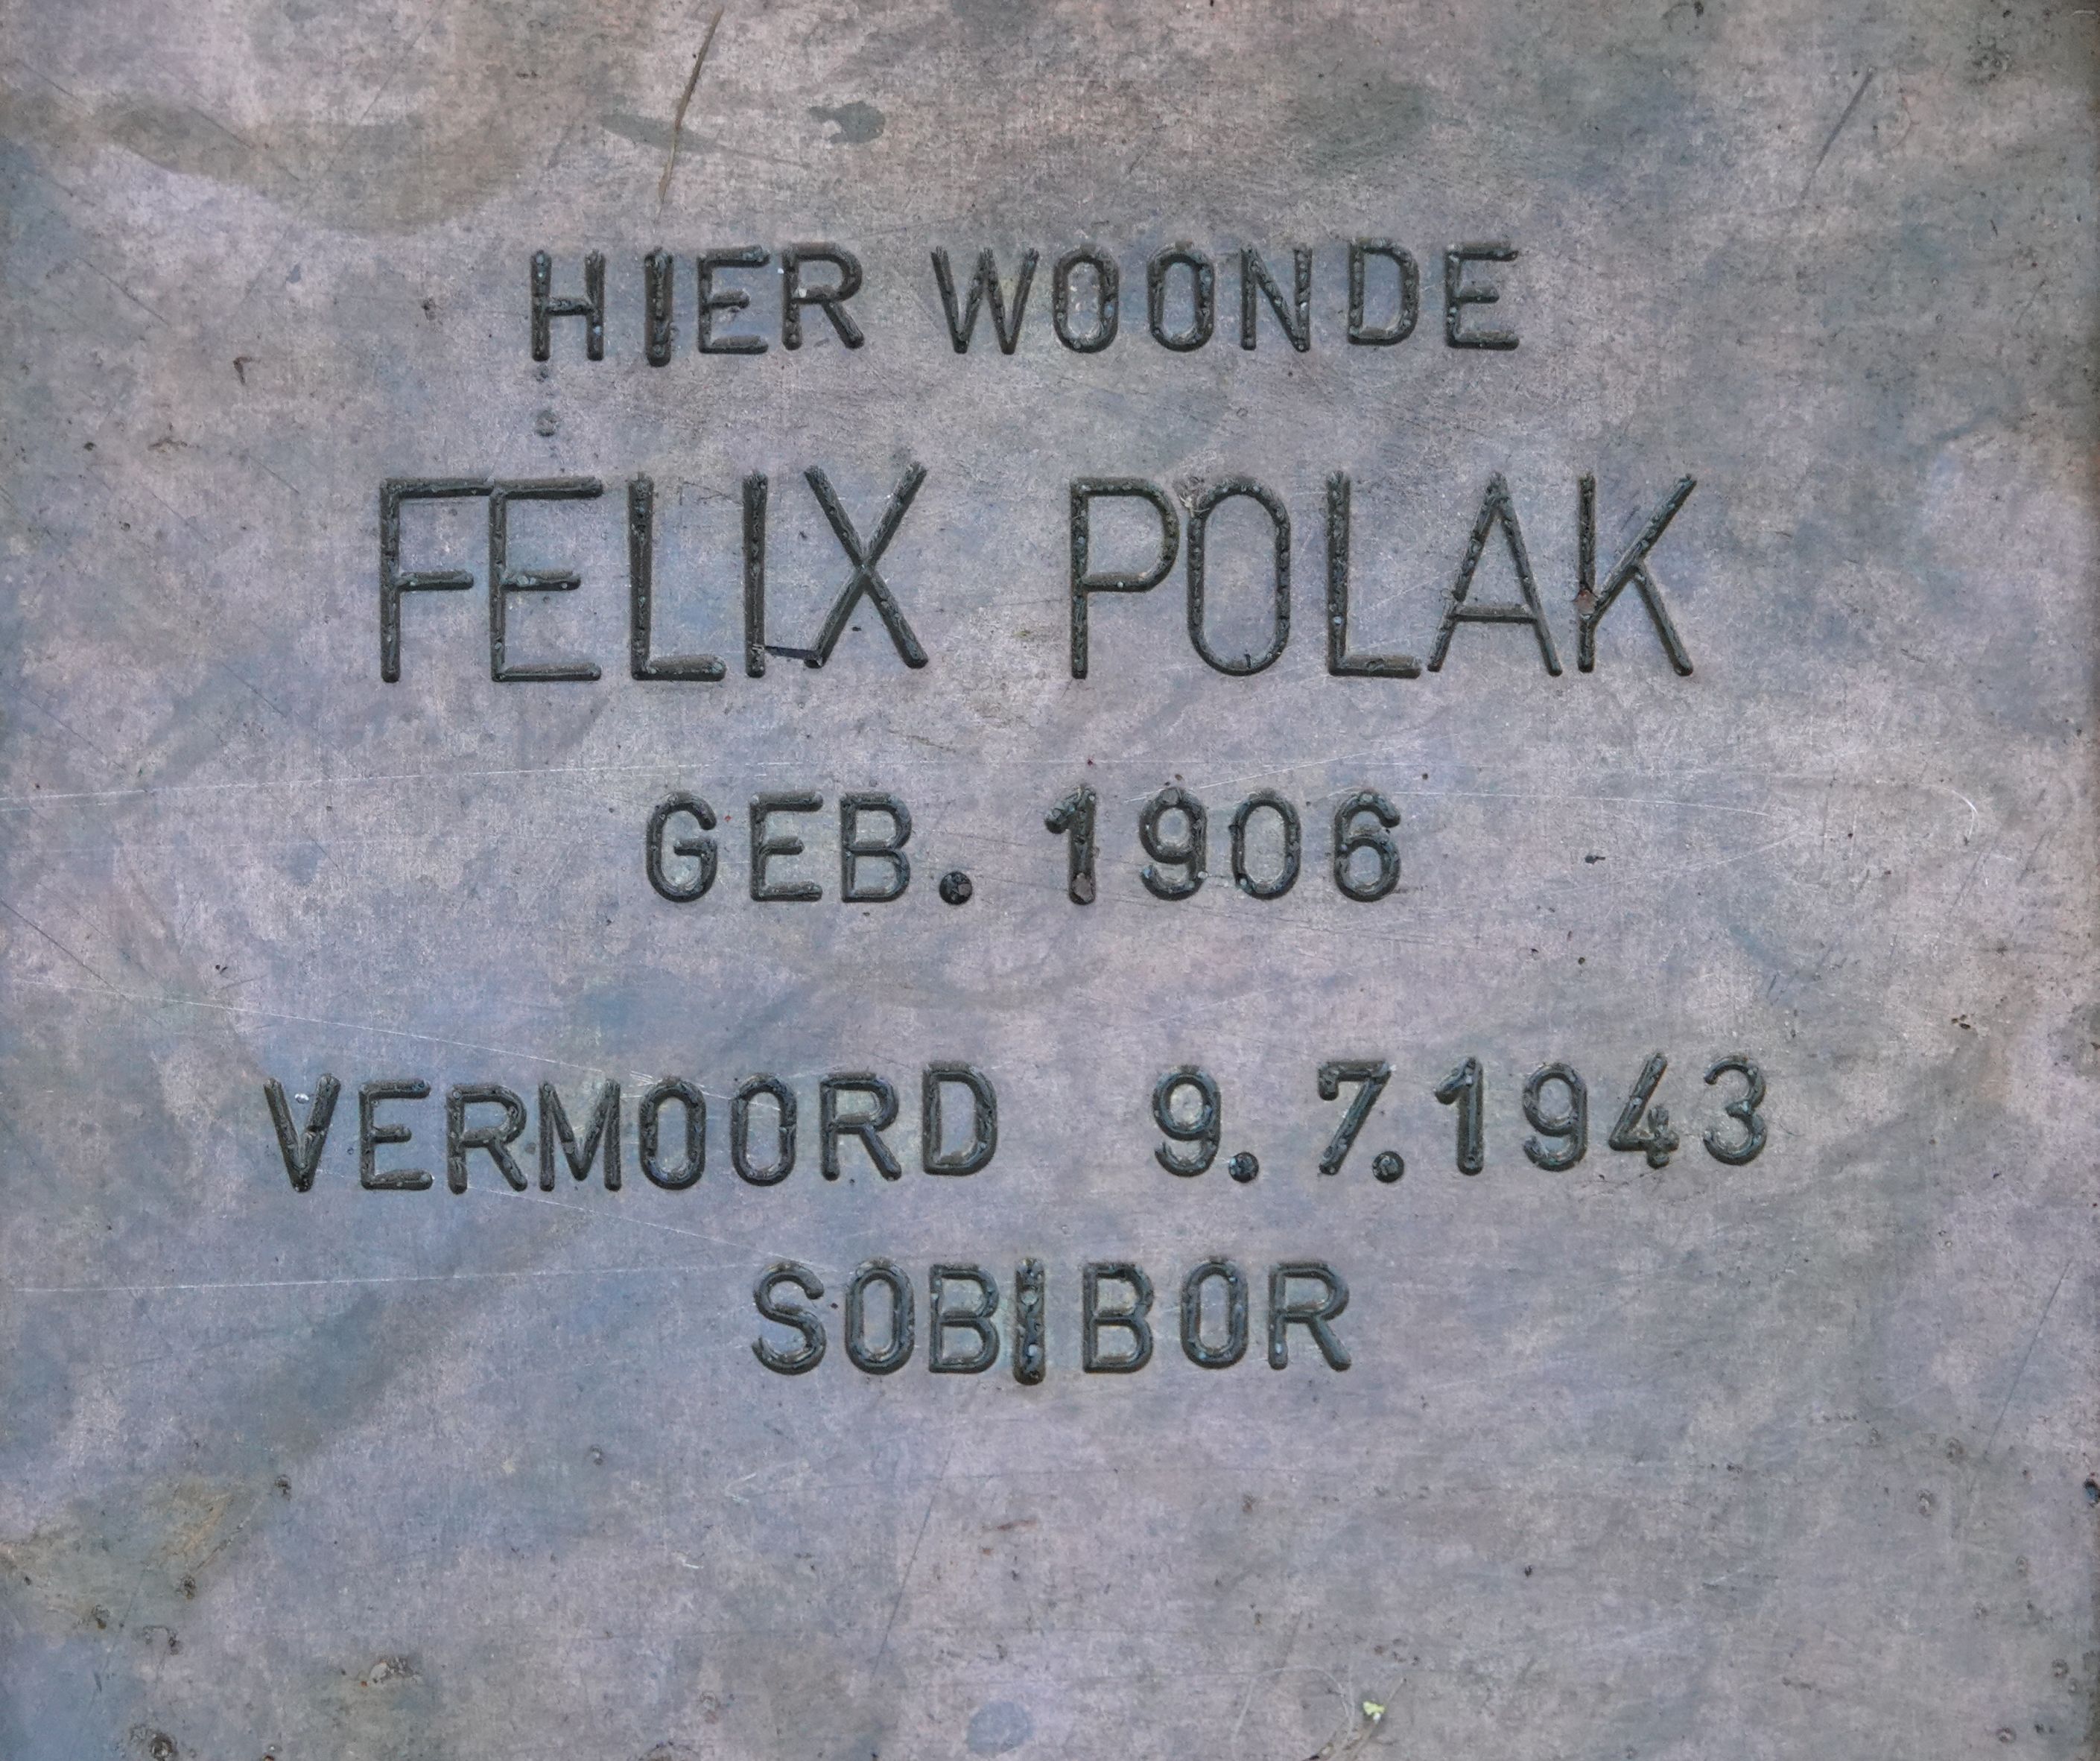 HIER WOONDE
FELIX POLAK
GEB. 1906
VERMOORD 9.7.1943
SOBIBOR